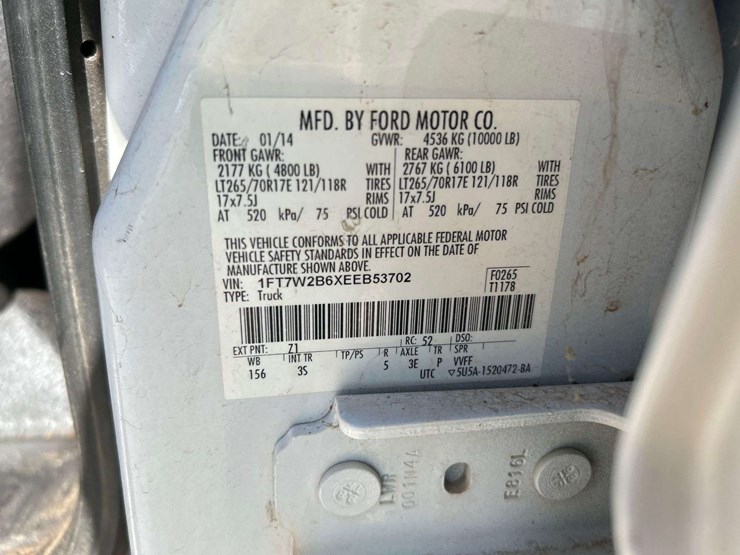 MFD. BY FORD MOTOR CO.
DATE: 01/14 GVWR: 4536 KG (10000 LB)
FRONT GAWR: REAR GAWR:
2177 KG ( 4800 LB) WITH 2767 KG ( 6100 LB) WITH
LT265/70R17E 121/118R TIRES LT265/70R17E 121/118R TIRES
17x7.5J RIMS 17x7.5J RIMS
AT 520 kPa/ 75 PSI COLD AT 520 kPa/ 75 PSI COLD
THIS VEHICLE CONFORMS TO ALL APPLICABLE FEDERAL MOTOR
VEHICLE SAFETY STANDARDS IN EFFECT ON THE DATE OF
MANUFACTURE SHOWN ABOVE.
VIN: 1FT7W2B6XEEB53702 F0265
TYPE: Truck T1178
EXT PNT: Z1 RC: 52 DSO:
WB INT TR TP/PS R AXLE TR SPR
156 3S 5 3E P VVFF
UTC ▽5U5A-1520472-BA
LWR
001N4A
E816L